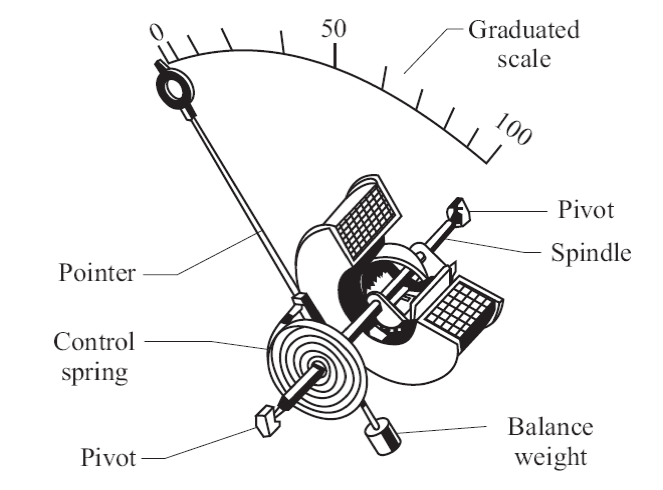 0
50
100
Graduated
scale
Pivot
Spindle
Pointer
Control
spring
Balance
weight
Pivot